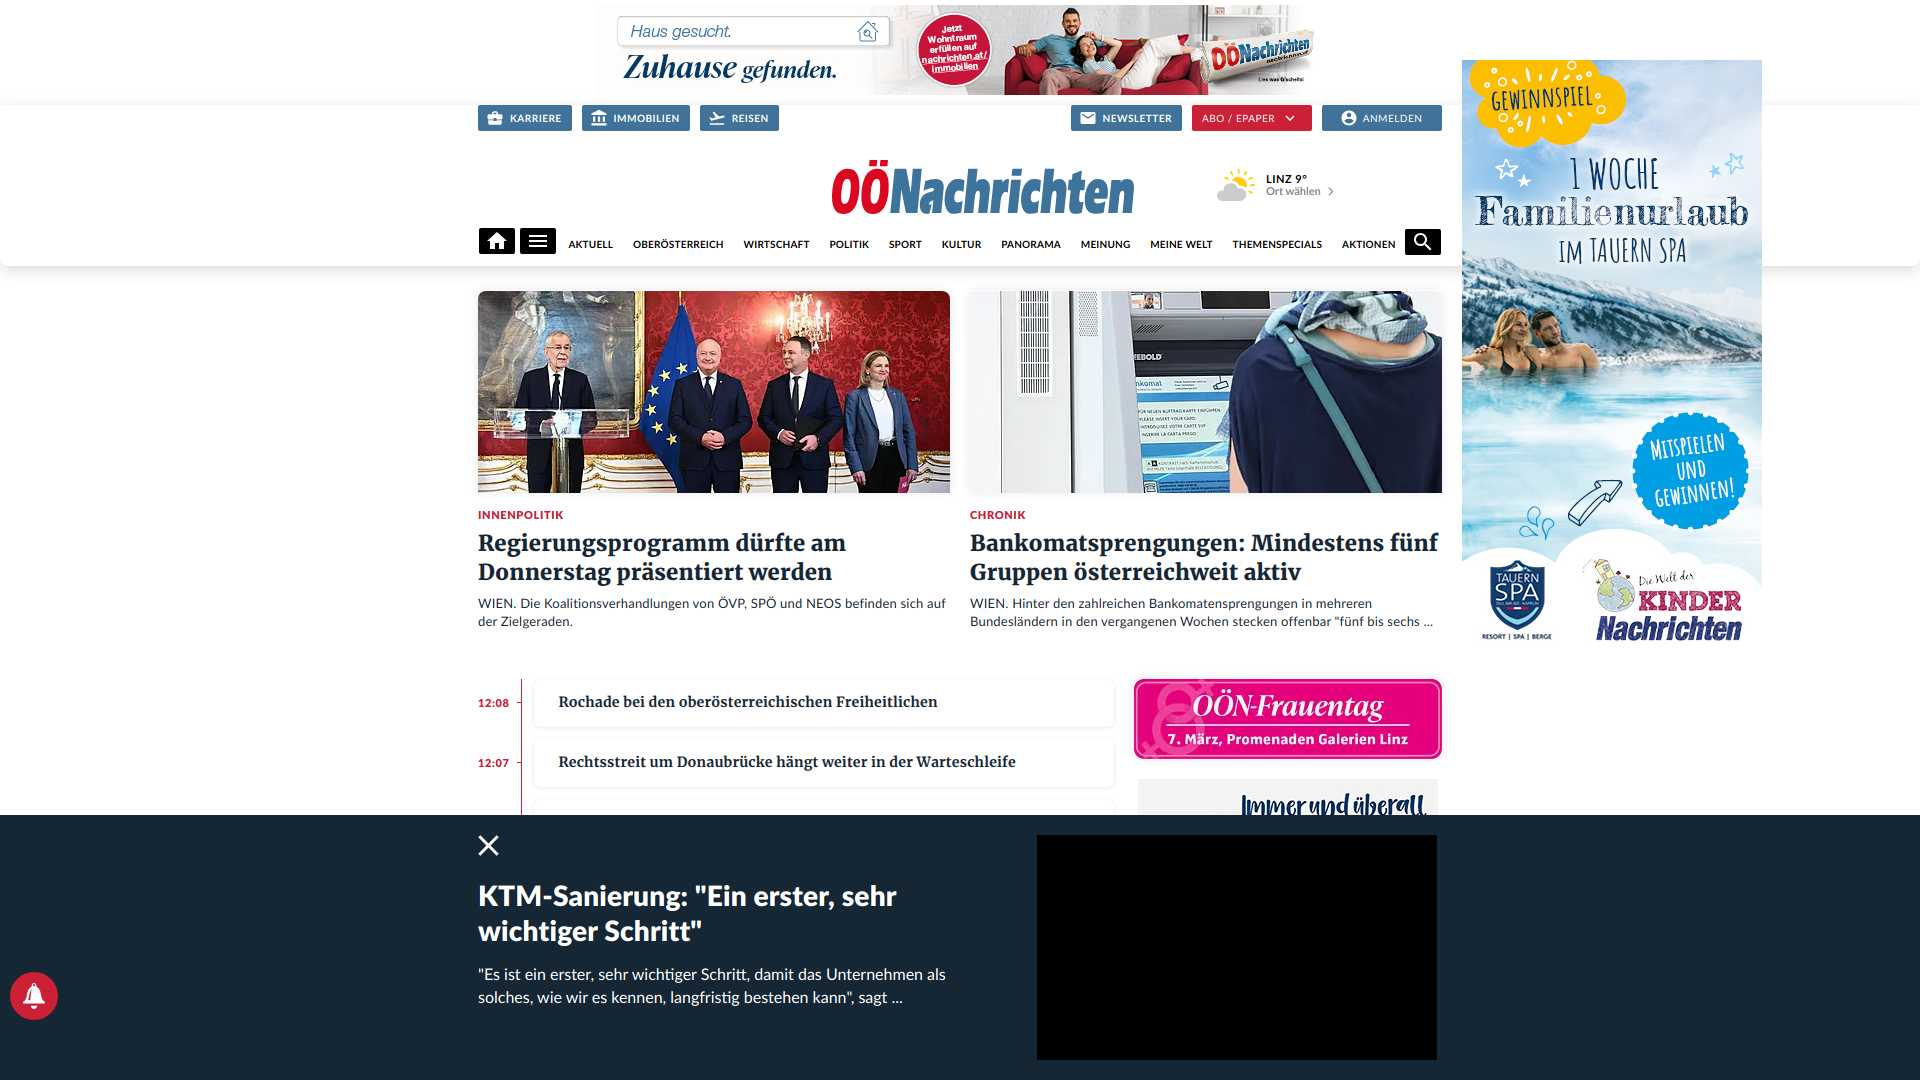 Haus gesucht.
Zuhause gefunden.
Jetzt
Wohntraum
erfüllen auf
nachrichten.at/
immobilien
OÖNachrichten
KARRIERE
IMMOBILIEN
REISEN
NEWSLETTER
ABO / EPAPER
ANMELDEN
OÖNachrichten
LINZ 9°
Ort wählen
AKTUELL
OBERÖSTERREICH
WIRTSCHAFT
POLITIK
SPORT
KULTUR
PANORAMA
MEINUNG
MEINE WELT
THEMENSPECIALS
AKTIONEN
GEWINNSPIEL
1 WOCHE
Familienurlaub
IM TAUERN SPA
MITSPIELEN
UND
GEWINNEN!
TAUERN
SPA
RESORT | SPA | BERGE
Die Welt der
KINDER
Nachrichten
INNENPOLITIK
Regierungsprogramm dürfte am
Donnerstag präsentiert werden
WIEN. Die Koalitionsverhandlungen von ÖVP, SPÖ und NEOS befinden sich auf
der Zielgeraden.
CHRONIK
Bankomatsprengungen: Mindestens fünf
Gruppen österreichweit aktiv
WIEN. Hinter den zahlreichen Bankomatensprengungen in mehreren
Bundesländern in den vergangenen Wochen stecken offenbar "fünf bis sechs ...
12:08
Rochade bei den oberösterreichischen Freiheitlichen
12:07
Rechtsstreit um Donaubrücke hängt weiter in der Warteschleife
OÖN-Frauentag
7. März, Promenaden Galerien Linz
Immer und überall
KTM-Sanierung: "Ein erster, sehr
wichtiger Schritt"
"Es ist ein erster, sehr wichtiger Schritt, damit das Unternehmen als
solches, wie wir es kennen, langfristig bestehen kann", sagt ...